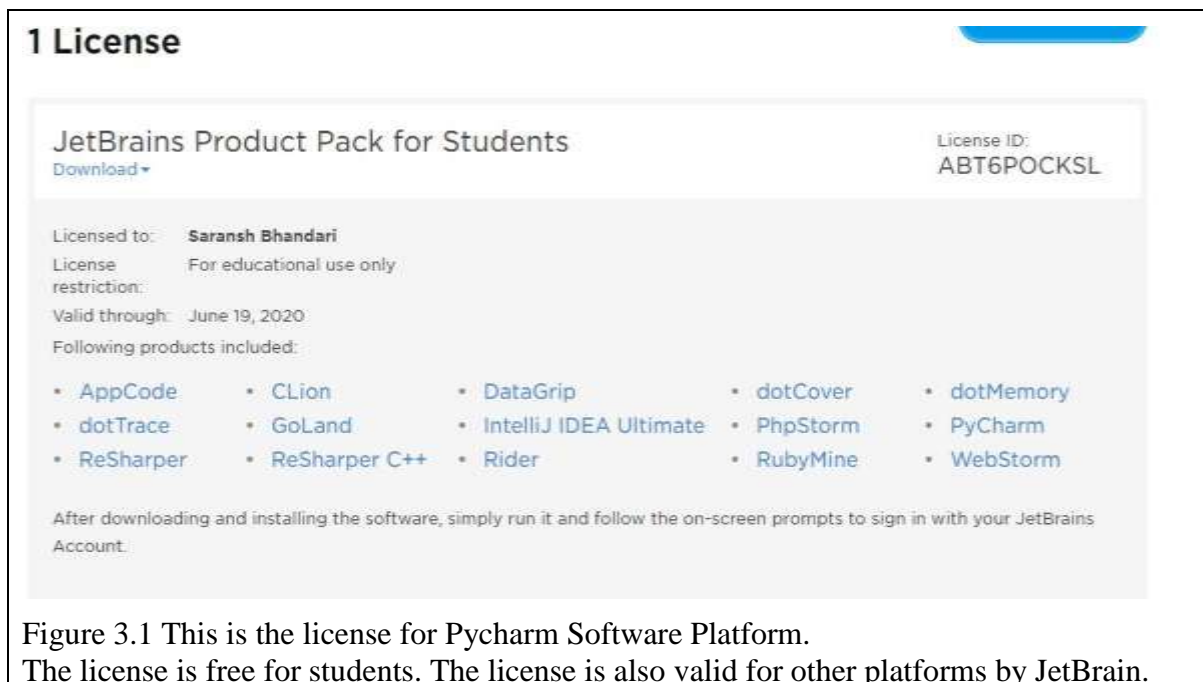 1 License
JetBrains Product Pack for Students
Download
License ID:
ABT6POCKSL
Licensed to: Saransh Bhandari
License restriction: For educational use only
Valid through: June 19, 2020
Following products included:
• AppCode • CLion • DataGrip • dotCover • dotMemory
• dotTrace • GoLand • IntelliJ IDEA Ultimate • PhpStorm • PyCharm
• ReSharper • ReSharper C++ • Rider • RubyMine • WebStorm
After downloading and installing the software, simply run it and follow the on-screen prompts to sign in with your JetBrains
Account.
Figure 3.1 This is the license for Pycharm Software Platform.
The license is free for students. The license is also valid for other platforms by JetBrain.